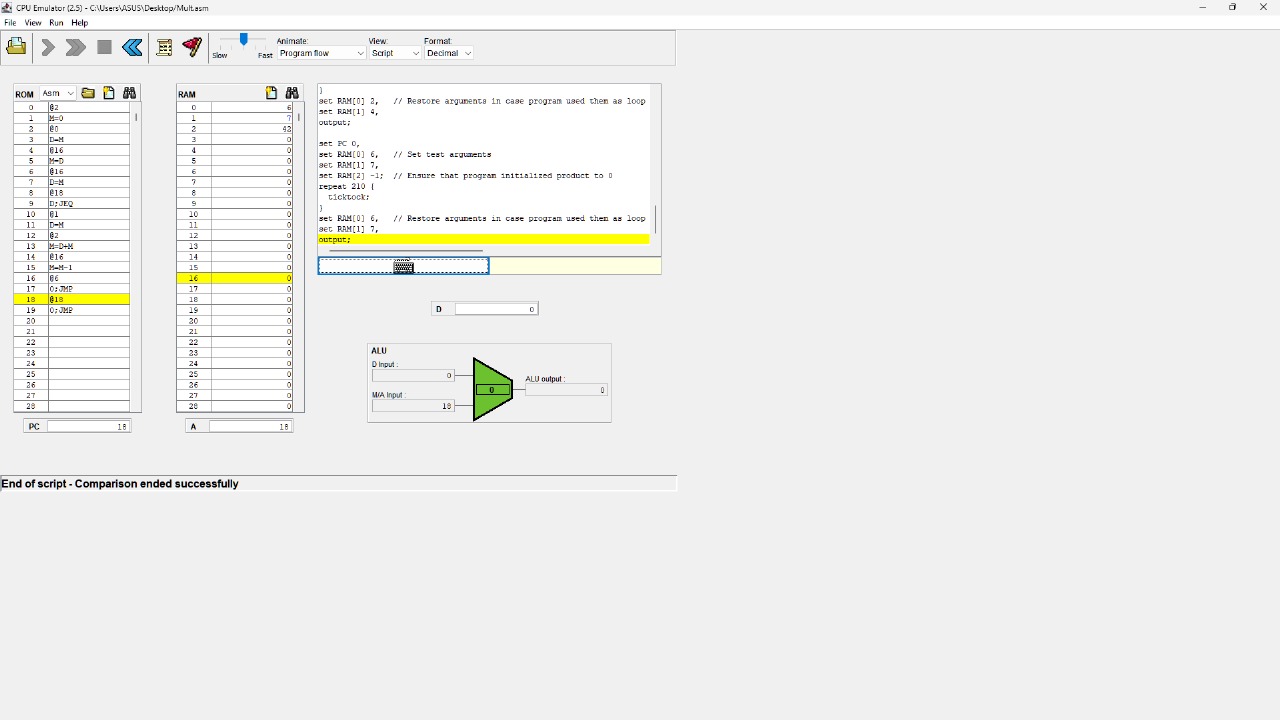 CPU Emulator (2.5) - C:\Users\ASUS\Desktop/Mult.asm
File View Run Help
Slow Fast
Animate: Program flow
View: Script
Format: Decimal
ROM Asm
0 @2
1 M=0
2 @0
3 D=M
4 @16
5 M=D
6 @16
7 D=M
8 @18
9 D;JEQ
10 @1
11 D=M
12 @2
13 M=D+M
14 @16
15 M=M-1
16 @6
17 0;JMP
18 @18
19 0;JMP
20
21
22
23
24
25
26
27
28
PC 18
RAM
0 6
1 7
2 42
3 0
4 0
5 0
6 0
7 0
8 0
9 0
10 0
11 0
12 0
13 0
14 0
15 0
16 0
17 0
18 0
19 0
20 0
21 0
22 0
23 0
24 0
25 0
26 0
27 0
28 0
A 18
}
set RAM[0] 2, // Restore arguments in case program used them as loop
set RAM[1] 4,
output;
set PC 0,
set RAM[0] 6, // Set test arguments
set RAM[1] 7,
set RAM[2] -1; // Ensure that program initialized product to 0
repeat 210 {
ticktock;
}
set RAM[0] 6, // Restore arguments in case program used them as loop
set RAM[1] 7,
output;
D 0
ALU
D Input : 0
M/A Input : 18
0
ALU output : 0
End of script - Comparison ended successfully